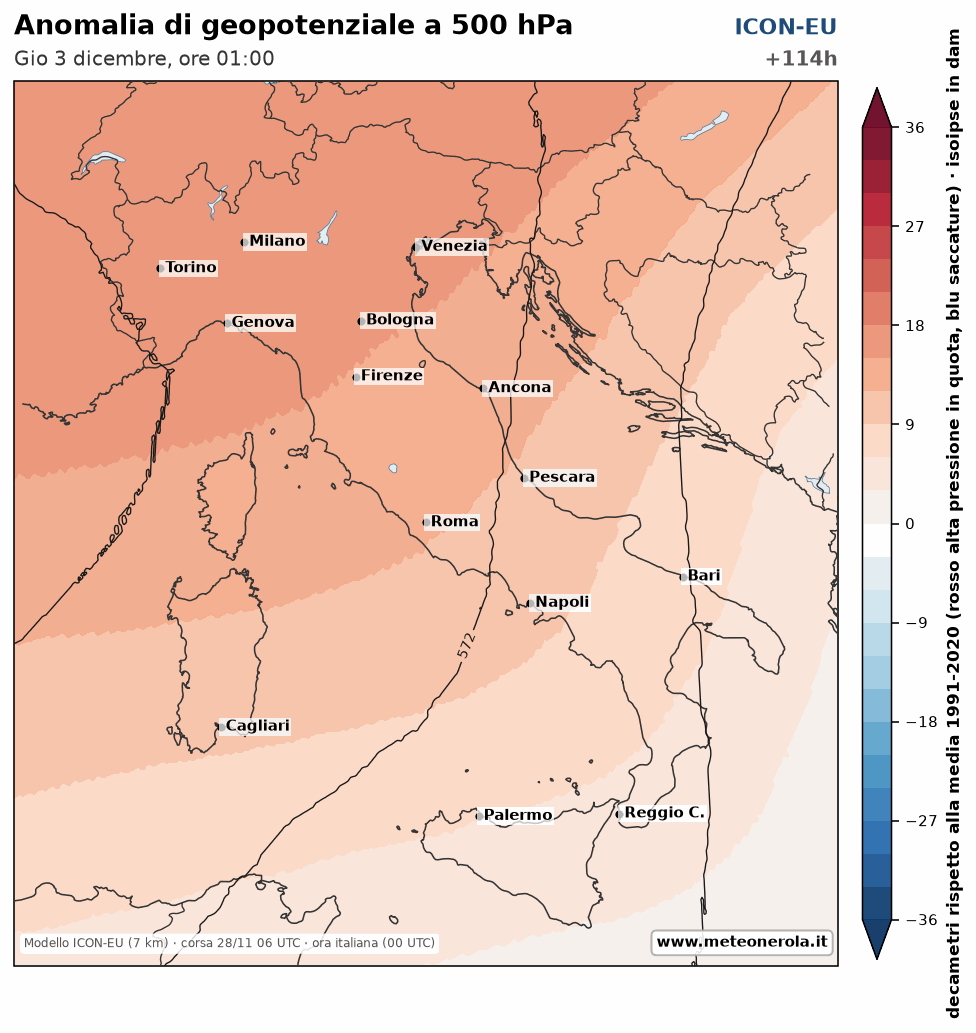 Anomalia di geopotenziale a 500 hPa
ICON-EU
Gio 3 dicembre, ore 01:00
+114h
Milano
Venezia
Torino
Genova
Bologna
Firenze
Ancona
Pescara
Roma
Bari
Napoli
572
Cagliari
Palermo
Reggio C.
Modello ICON-EU (7 km) · corsa 28/11 06 UTC · ora italiana (00 UTC)
www.meteonerola.it
36
27
18
9
0
−9
−18
−27
−36
decametri rispetto alla media 1991-2020 (rosso alta pressione in quota, blu saccature) · isoipse in dam